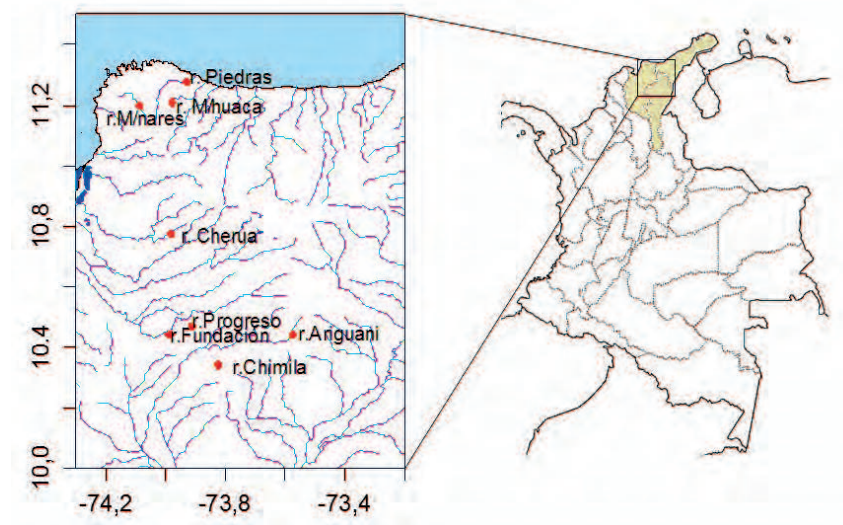 r. Piedras
11,2
r. M/huaca
r.M/nares
10,8
r. Cherua
r.Progreso
10,4
r.Fundación
r.Anguani
r.Chimila
10,0
-74,2
-73,8
-73,4